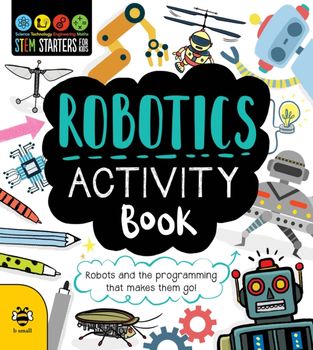 Science Technology Engineering Maths
STEM STARTERS FOR KIDS
ROBOTICS
ACTIVITY
BOOK
Robots and the programming
that makes them go!
b small